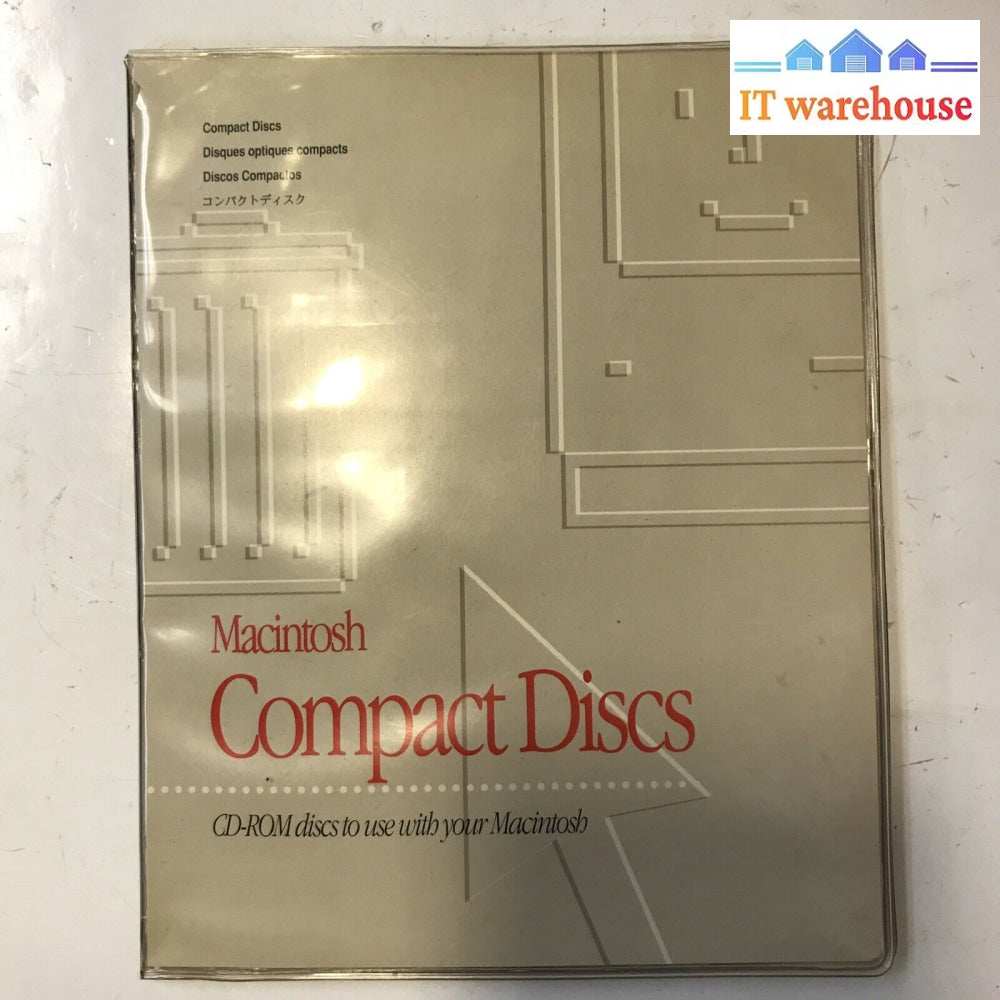 IT warehouse
Compact Discs
Disques optiques compacts
Discos Compactos
コンパクトディスク
Macintosh
Compact Discs
CD-ROM discs to use with your Macintosh